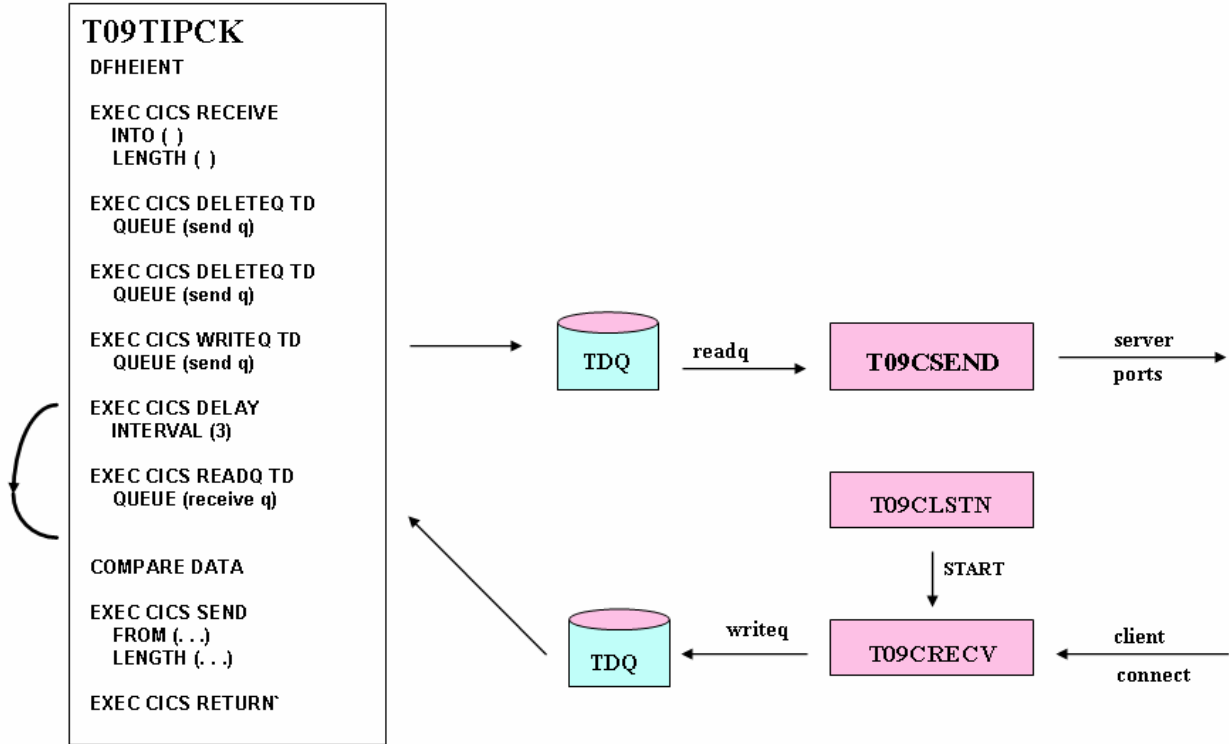 T09TIPCK
DFHEIENT
EXEC CICS RECEIVE
INTO ( )
LENGTH ( )
EXEC CICS DELETEQ TD
QUEUE (send q)
EXEC CICS DELETEQ TD
QUEUE (send q)
EXEC CICS WRITEQ TD
QUEUE (send q)
EXEC CICS DELAY
INTERVAL (3)
EXEC CICS READQ TD
QUEUE (receive q)
COMPARE DATA
EXEC CICS SEND
FROM (. . .)
LENGTH (. . .)
EXEC CICS RETURN`
TDQ
readq
T09CSEND
server
ports
T09CLSTN
START
TDQ
writeq
T09CRECV
client
connect